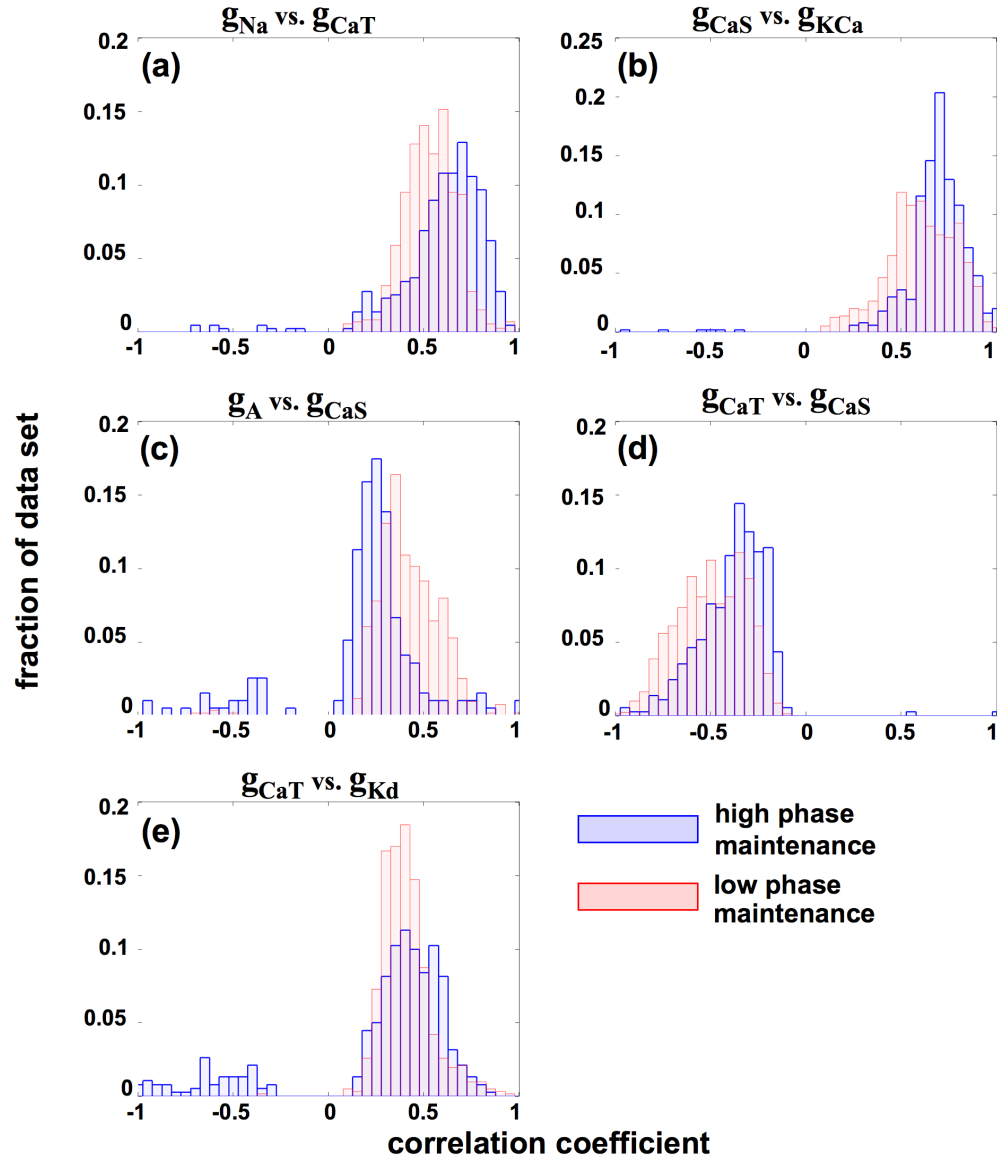 gNa vs. gCaT
(a)
0.2
0.15
0.1
0.05
0
-1 -0.5 0 0.5 1
gCaS vs. gKCa
(b)
0.25
0.2
0.15
0.1
0.05
0
-1 -0.5 0 0.5 1
gA vs. gCaS
(c)
0.2
0.15
0.1
0.05
0
-1 -0.5 0 0.5 1
gCaT vs. gCaS
(d)
0.2
0.15
0.1
0.05
0
-1 -0.5 0 0.5 1
gCaT vs. gKd
(e)
0.2
0.15
0.1
0.05
0
-1 -0.5 0 0.5 1
high phase
maintenance
low phase
maintenance
fraction of data set
correlation coefficient